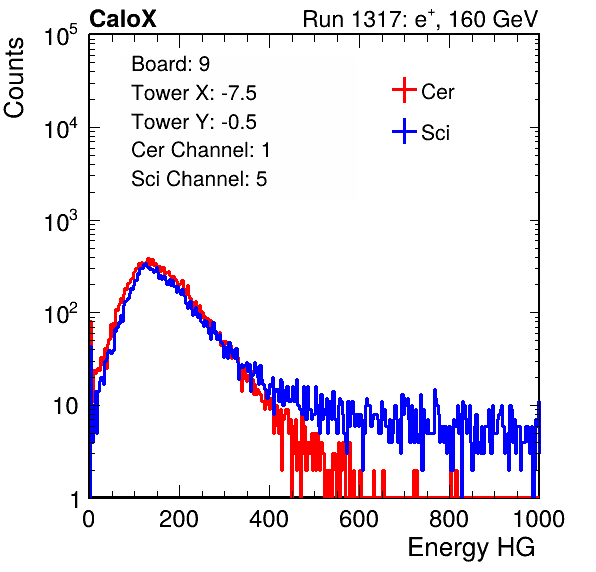 CaloX Run 1317: e⁺, 160 GeV
Counts
10⁵
10⁴
10³
10²
10
1
Board: 9
Tower X: -7.5
Tower Y: -0.5
Cer Channel: 1
Sci Channel: 5
Cer
Sci
0 200 400 600 800 1000
Energy HG